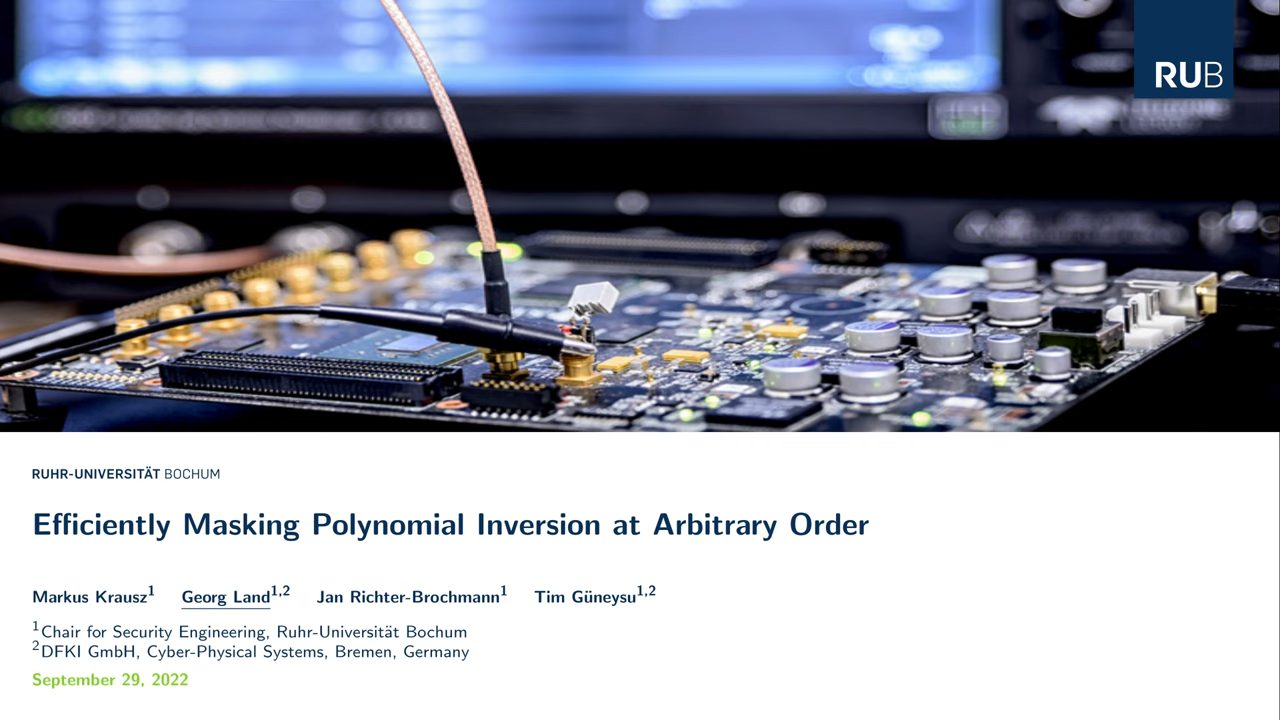 RUB
RUHR-UNIVERSITÄT BOCHUM
Efficiently Masking Polynomial Inversion at Arbitrary Order
Markus Krausz¹ Georg Land¹,² Jan Richter-Brochmann¹ Tim Güneysu¹,²
¹Chair for Security Engineering, Ruhr-Universität Bochum
²DFKI GmbH, Cyber-Physical Systems, Bremen, Germany
September 29, 2022